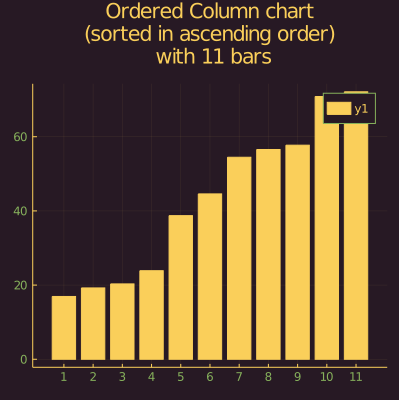 Ordered Column chart
(sorted in ascending order)
with 11 bars
y1
60
40
20
0
1 2 3 4 5 6 7 8 9 10 11